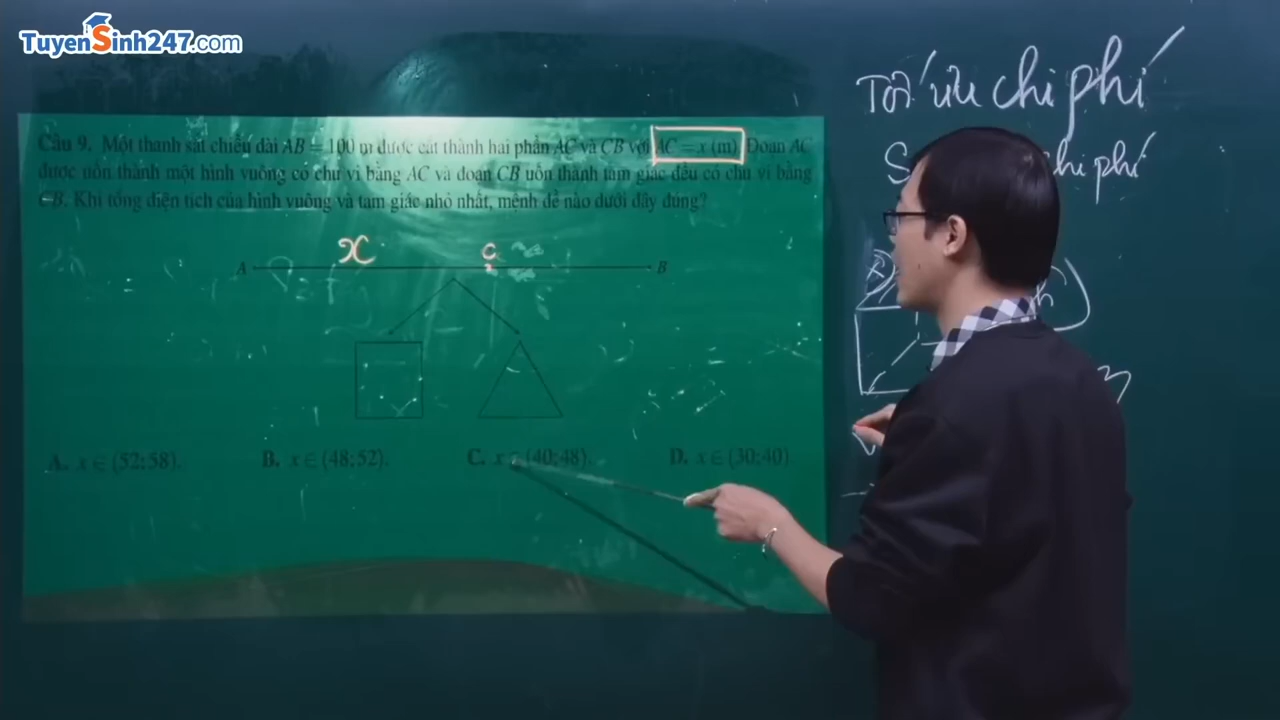 TuyenSinh247.com
Tối ưu chi phí
S chi phí
Câu 9. Một thanh sắt chiều dài AB = 100 m được cắt thành hai phần AC và CB với AC = x (m). Đoạn AC
được uốn thành một hình vuông có chu vi bằng AC và đoạn CB uốn thành tam giác đều có chu vi bằng
CB. Khi tổng diện tích của hình vuông và tam giác nhỏ nhất, mệnh đề nào dưới đây đúng?
x C
A B
A. x ∈ (52;58). B. x ∈ (48;52). C. x ∈ (40;48). D. x ∈ (30;40)
h